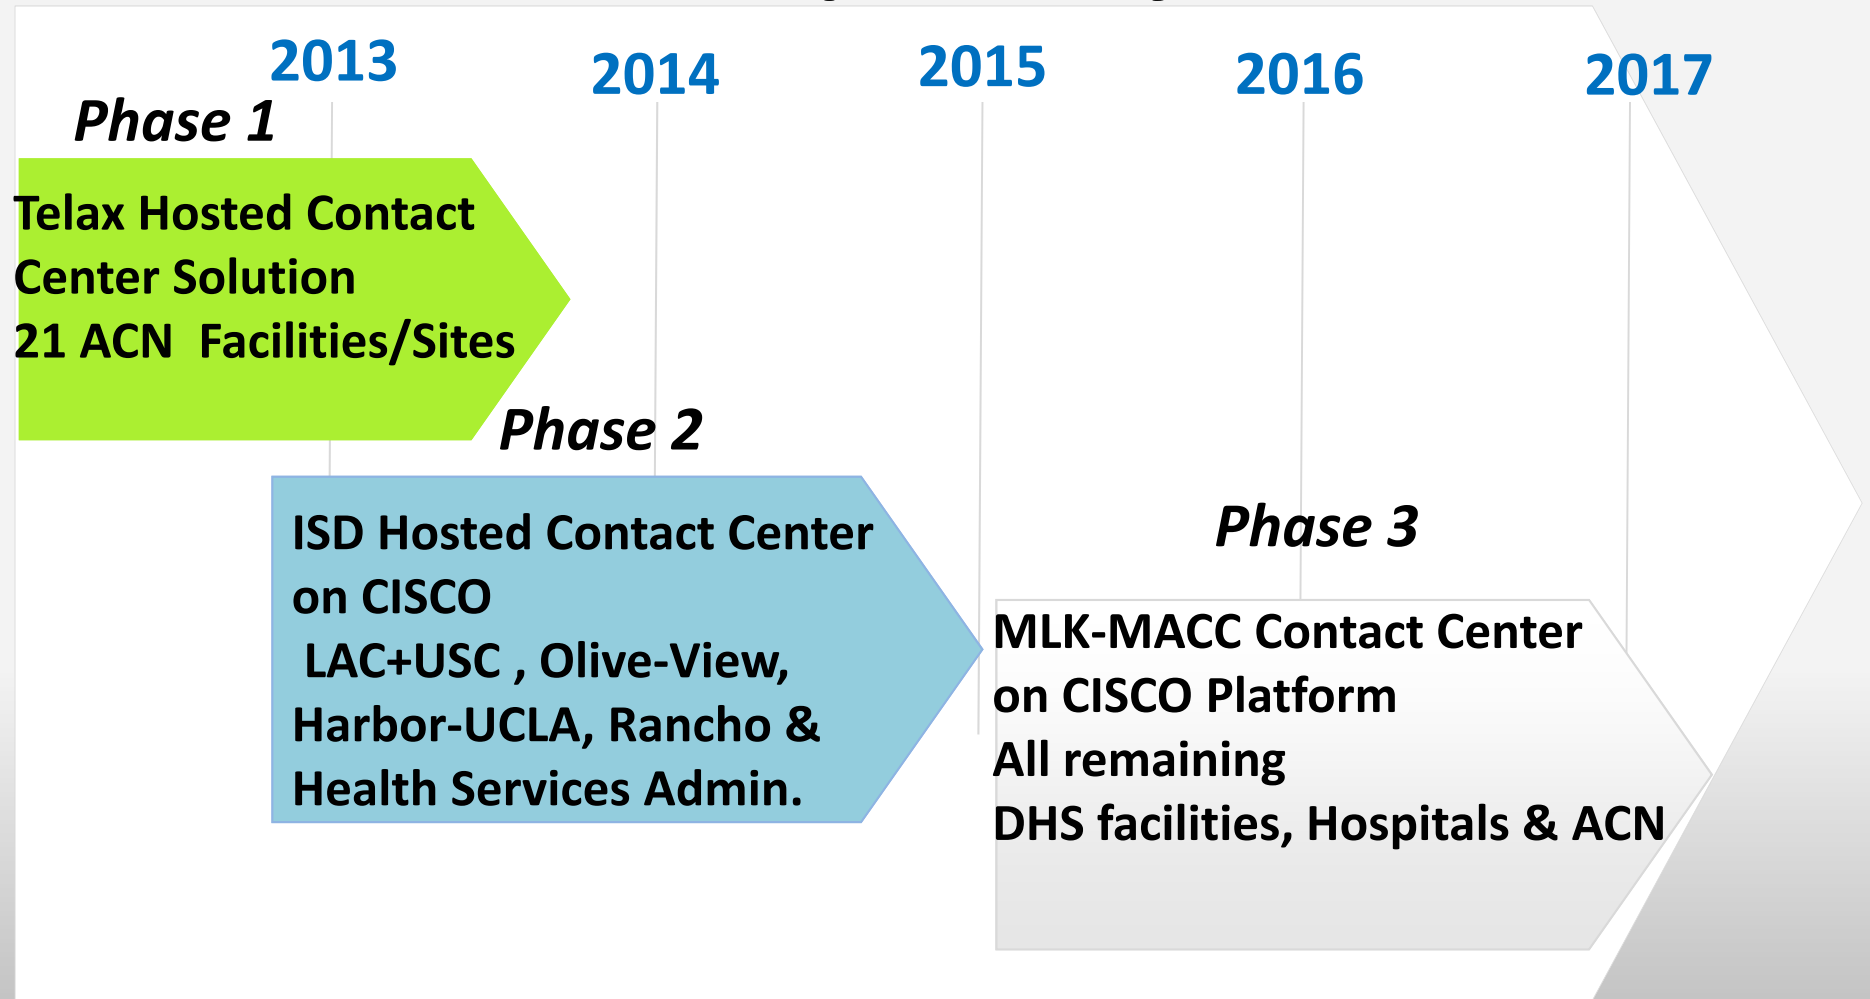 2013
2014
2015
2016
2017
Phase 1
Telax Hosted Contact
Center Solution
21 ACN  Facilities/Sites
Phase 2
ISD Hosted Contact Center
on CISCO
LAC+USC , Olive-View,
Harbor-UCLA, Rancho &
Health Services Admin.
Phase 3
MLK-MACC Contact Center
on CISCO Platform
All remaining
DHS facilities, Hospitals & ACN